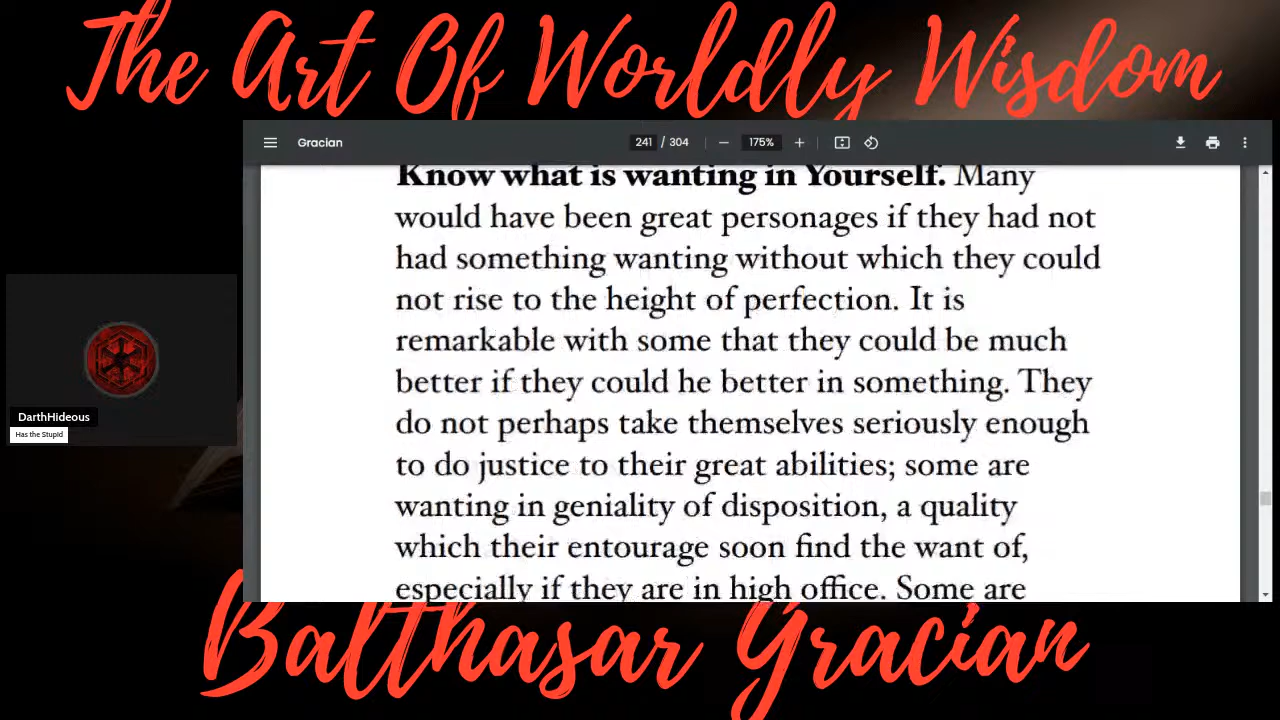 The Art Of Worldly Wisdom
Gracian
241 / 304
175%
Know what is wanting in Yourself. Many
would have been great personages if they had not
had something wanting without which they could
not rise to the height of perfection. It is
remarkable with some that they could be much
better if they could he better in something. They
do not perhaps take themselves seriously enough
to do justice to their great abilities; some are
wanting in geniality of disposition, a quality
which their entourage soon find the want of,
especially if they are in high office. Some are
DarthHideous
Has the Stupid
Balthasar Gracian